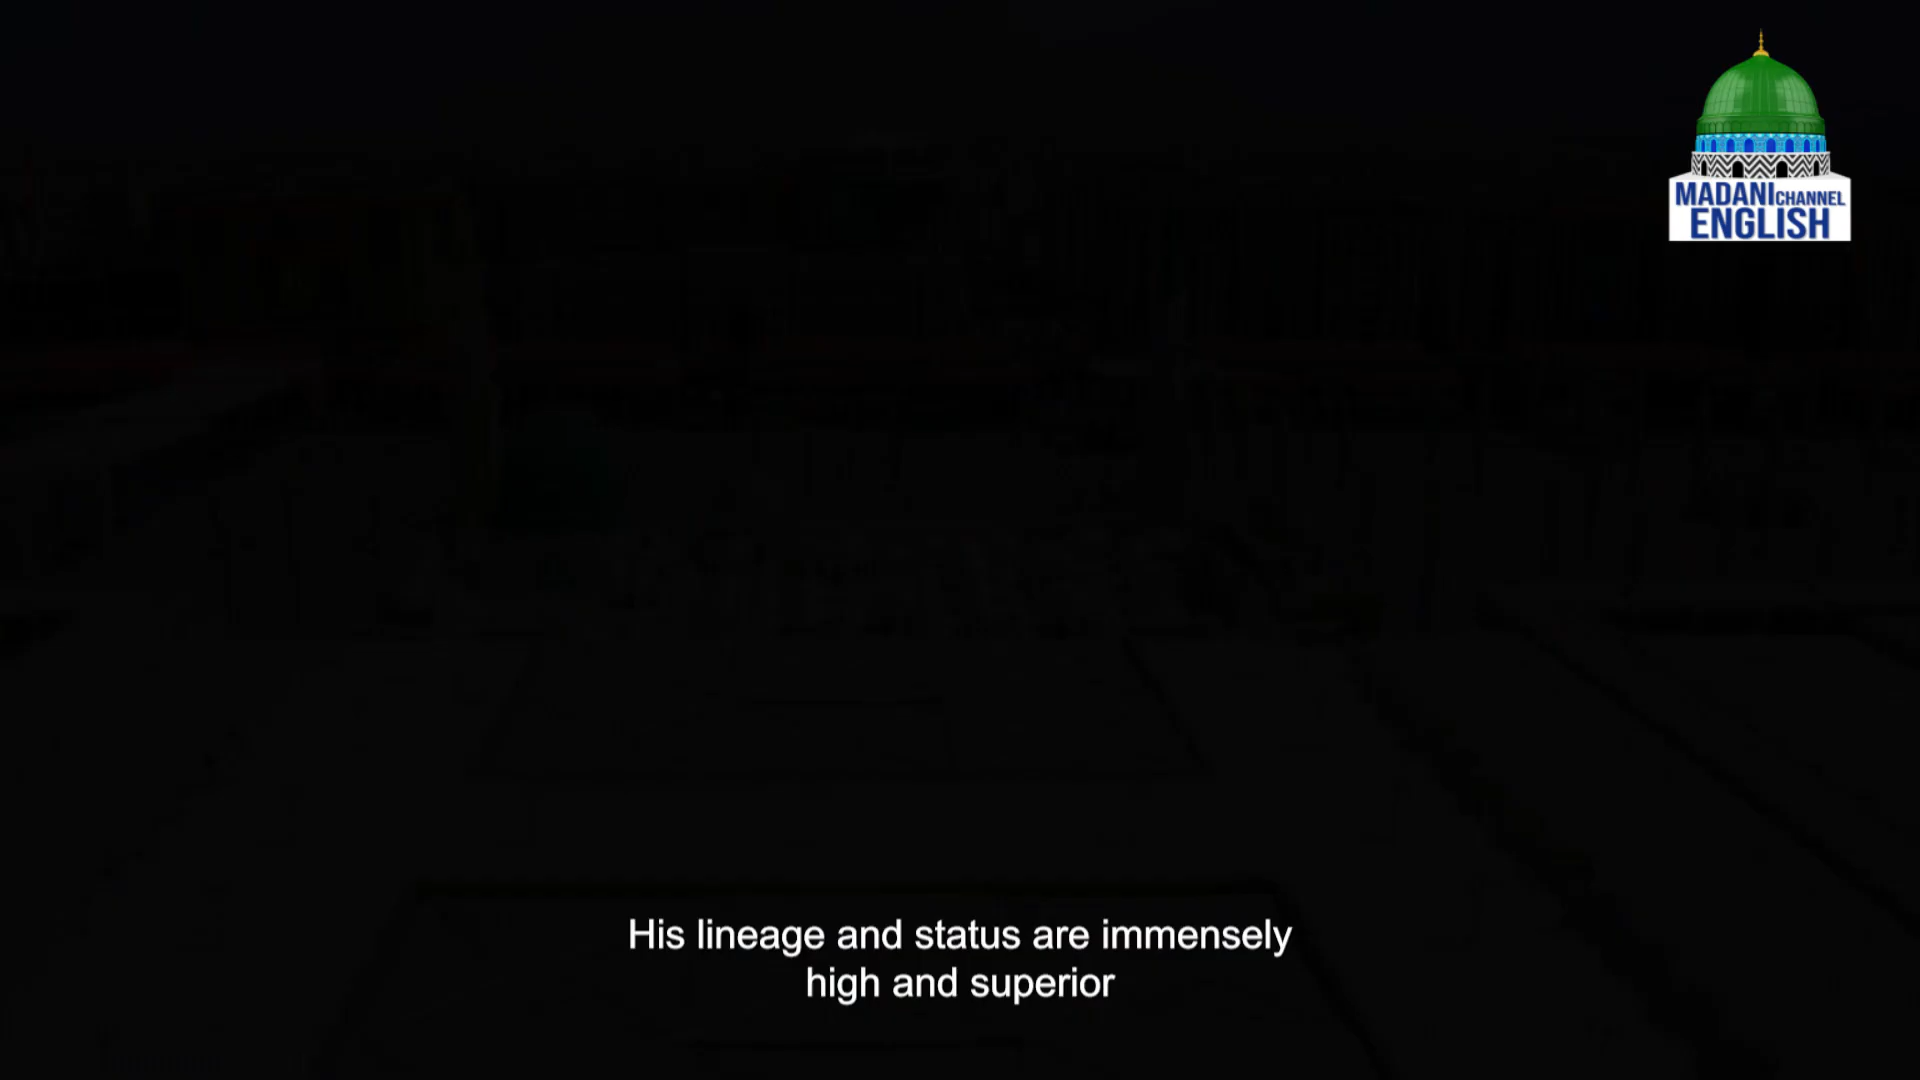 MADANI CHANNEL
ENGLISH
His lineage and status are immensely
high and superior